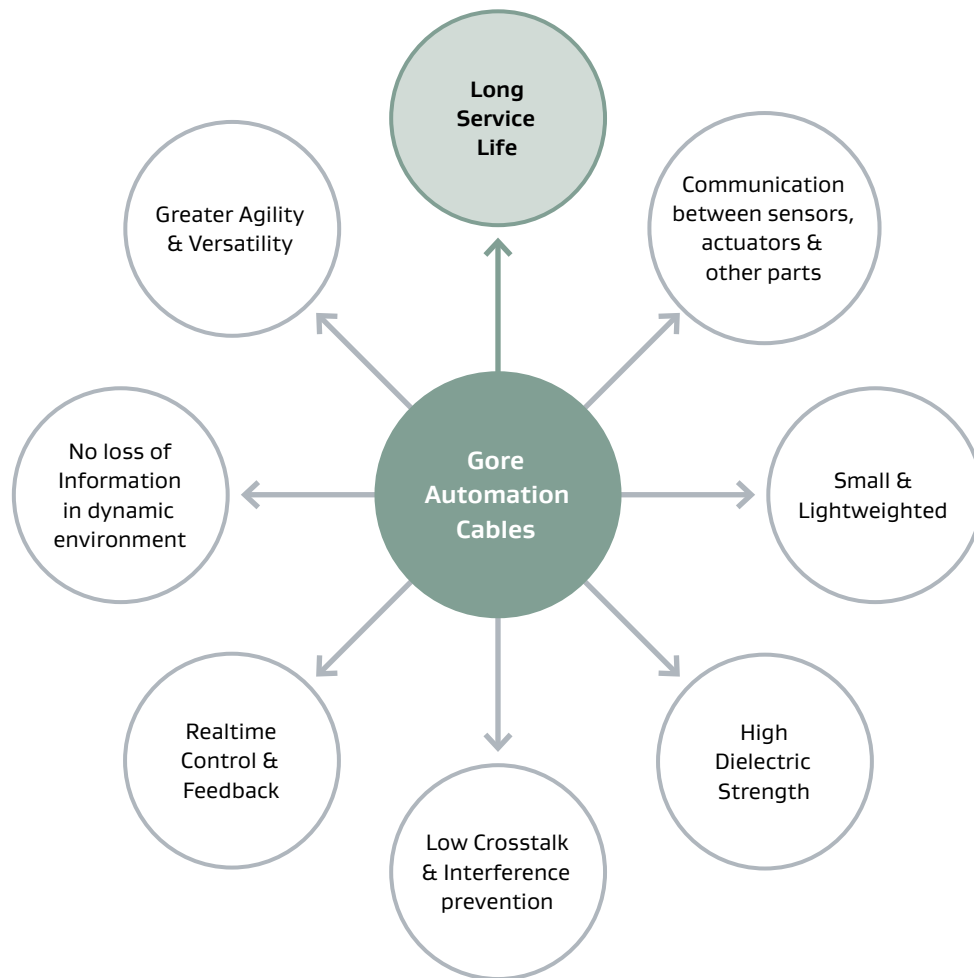 Long
Service
Life
Communication
between sensors,
actuators &
other parts
Small &
Lightweighted
High
Dielectric
Strength
Low Crosstalk
& Interference
prevention
Realtime
Control &
Feedback
No loss of
Information
in dynamic
environment
Greater Agility
& Versatility
Gore
Automation
Cables